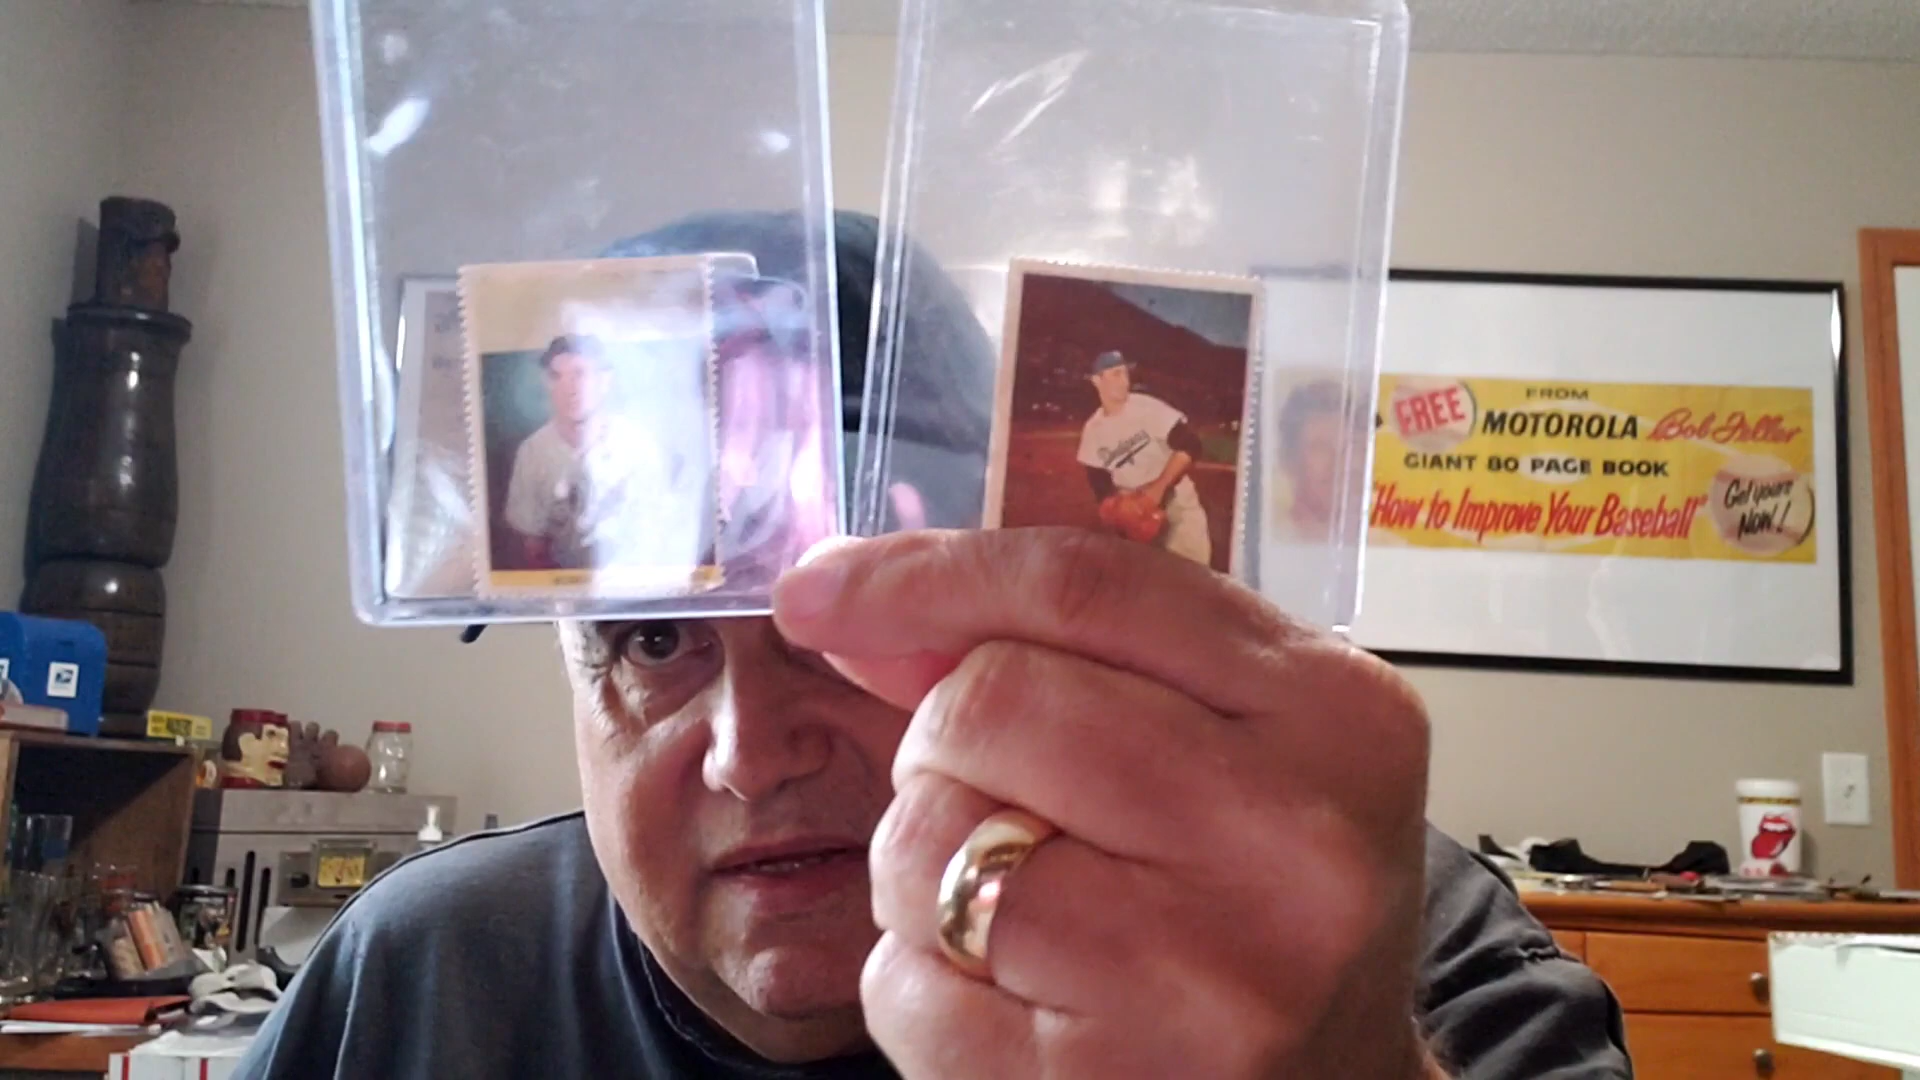 FREE
FROM
MOTOROLA Bob Feller
GIANT 80 PAGE BOOK
"How to Improve Your Baseball"
Get yours
NOW!
Dodgers